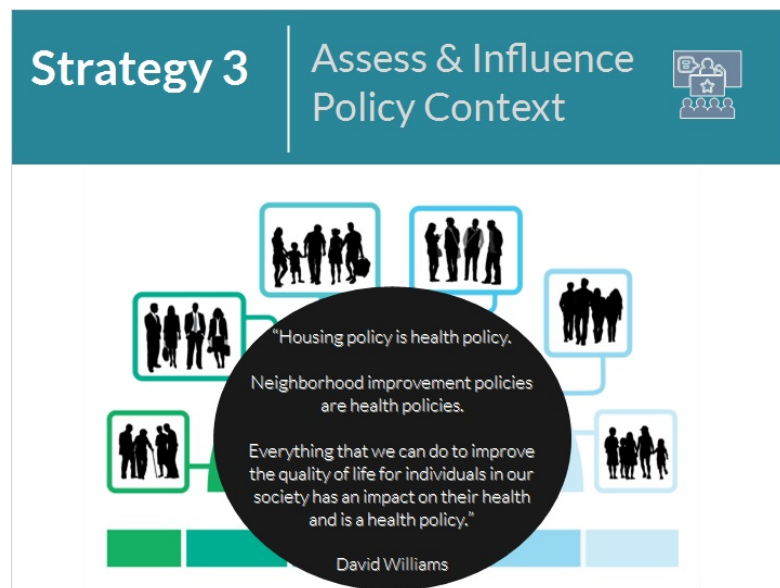 Strategy 3
Assess & Influence
Policy Context
“Housing policy is health policy.
Neighborhood improvement policies
are health policies.
Everything that we can do to improve
the quality of life for individuals in our
society has an impact on their health
and is a health policy.”
David Williams